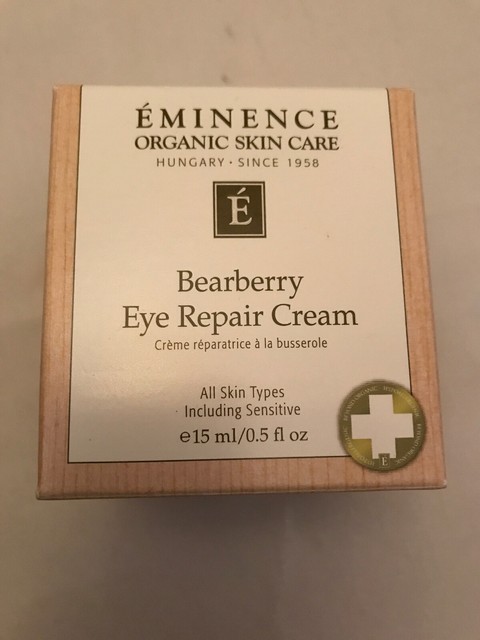 ÉMINENCE
ORGANIC SKIN CARE
HUNGARY · SINCE 1958
É
Bearberry
Eye Repair Cream
Crème réparatrice à la busserole
All Skin Types
Including Sensitive
℮15 ml/0.5 fl oz
É